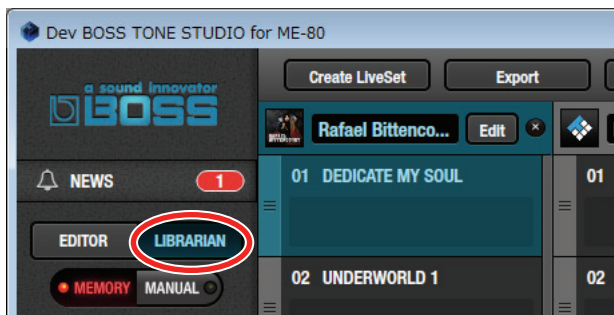 Dev BOSS TONE STUDIO for ME-80
a sound innovator
BOSS
Create LiveSet
Export
Rafael Bittenco...
Edit
NEWS
1
01 DEDICATE MY SOUL
01
EDITOR
LIBRARIAN
MEMORY
MANUAL
02 UNDERWORLD 1
02